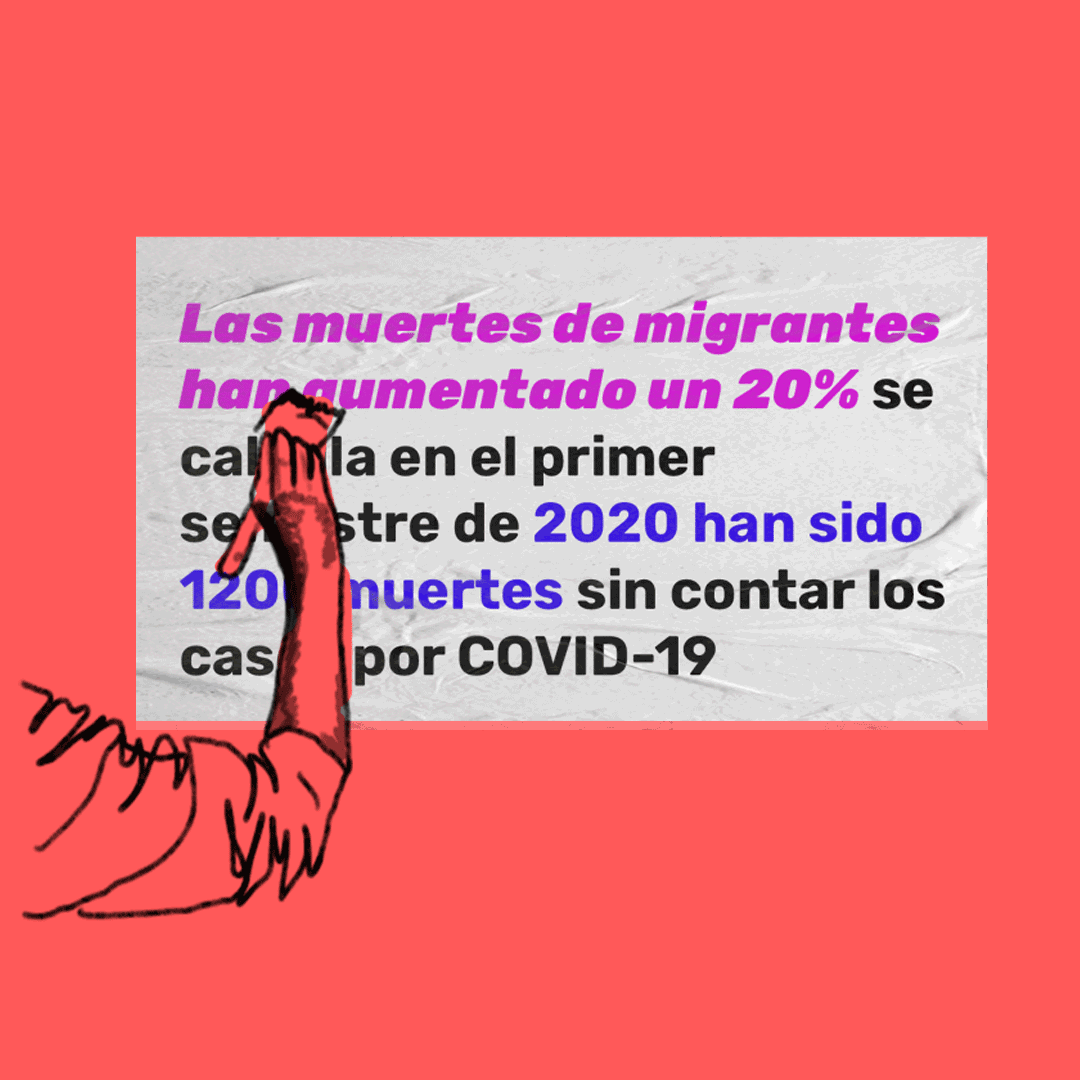 Las muertes de migrantes
han aumentado un 20% se
la en el primer
de 2020 han sido
muertes sin contar los
por COVID-19